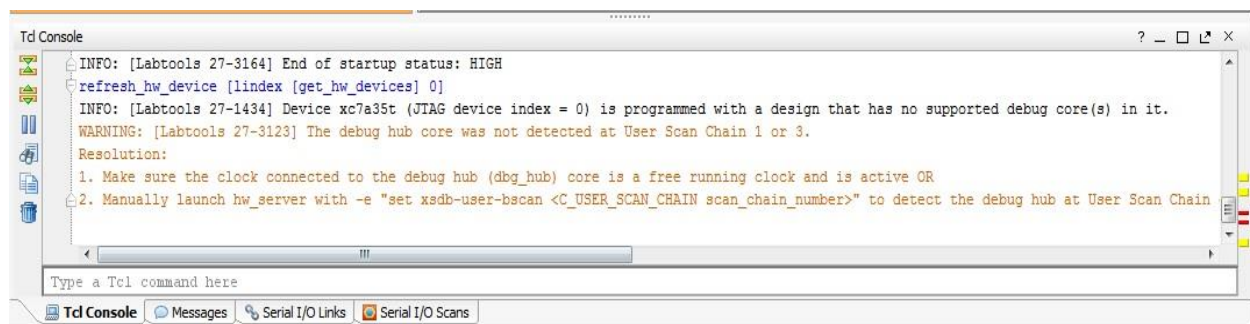 Tcl Console
INFO: [Labtools 27-3164] End of startup status: HIGH
refresh_hw_device [lindex [get_hw_devices] 0]
INFO: [Labtools 27-1434] Device xc7a35t (JTAG device index = 0) is programmed with a design that has no supported debug core(s) in it.
WARNING: [Labtools 27-3123] The debug hub core was not detected at User Scan Chain 1 or 3.
Resolution:
1. Make sure the clock connected to the debug hub (dbg_hub) core is a free running clock and is active OR
2. Manually launch hw_server with -e "set xsdb-user-bscan <C_USER_SCAN_CHAIN scan_chain_number>" to detect the debug hub at User Scan Chain
Type a Tcl command here
Tcl Console Messages Serial I/O Links Serial I/O Scans